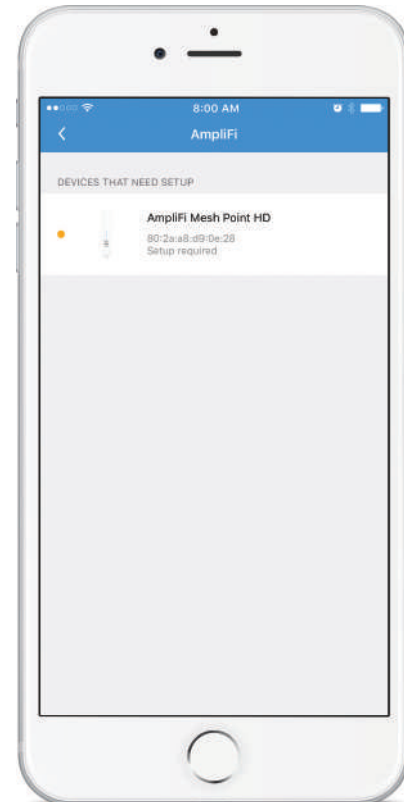 8:00 AM
AmpliFi
DEVICES THAT NEED SETUP
AmpliFi Mesh Point HD
80:2a:a8:d9:0e:28
Setup required